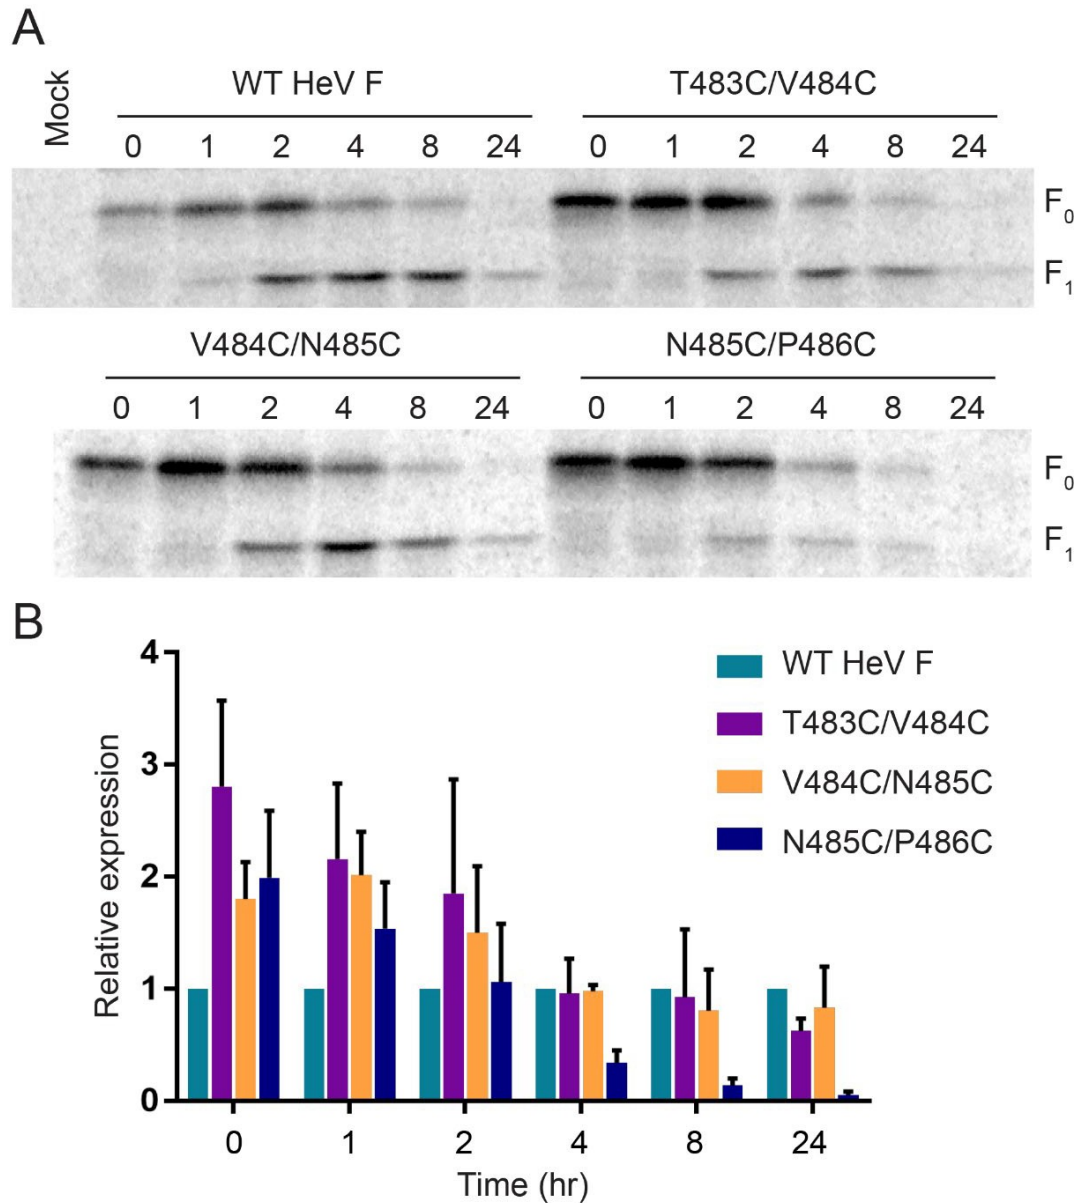 A
Mock
WT HeV F
T483C/V484C
0 1 2 4 8 24
0 1 2 4 8 24
F0
F1
V484C/N485C
N485C/P486C
0 1 2 4 8 24
0 1 2 4 8 24
F0
F1
B
Relative expression
4
3
2
1
0
WT HeV F
T483C/V484C
V484C/N485C
N485C/P486C
0 1 2 4 8 24
Time (hr)